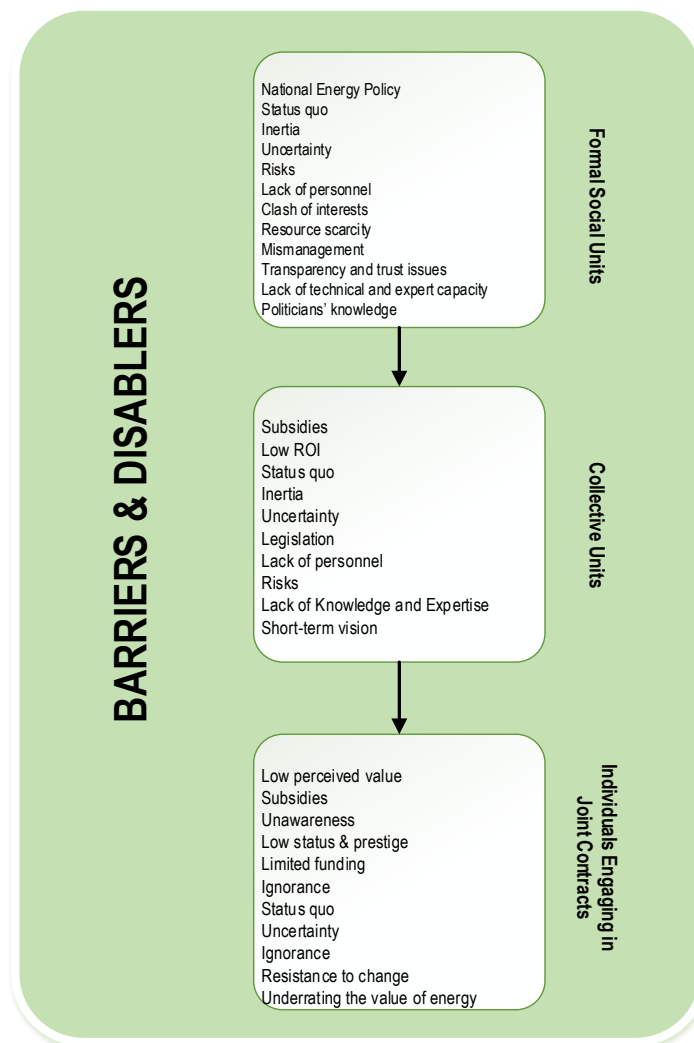 BARRIERS & DISABLERS
National Energy Policy
Status quo
Inertia
Uncertainty
Risks
Lack of personnel
Clash of interests
Resource scarcity
Mismanagement
Transparency and trust issues
Lack of technical and expert capacity
Politicians’ knowledge
Formal Social Units
Subsidies
Low ROI
Status quo
Inertia
Uncertainty
Legislation
Lack of personnel
Risks
Lack of Knowledge and Expertise
Short-term vision
Collective Units
Low perceived value
Subsidies
Unawareness
Low status & prestige
Limited funding
Ignorance
Status quo
Uncertainty
Ignorance
Resistance to change
Underrating the value of energy
Individuals Engaging in
Joint Contracts